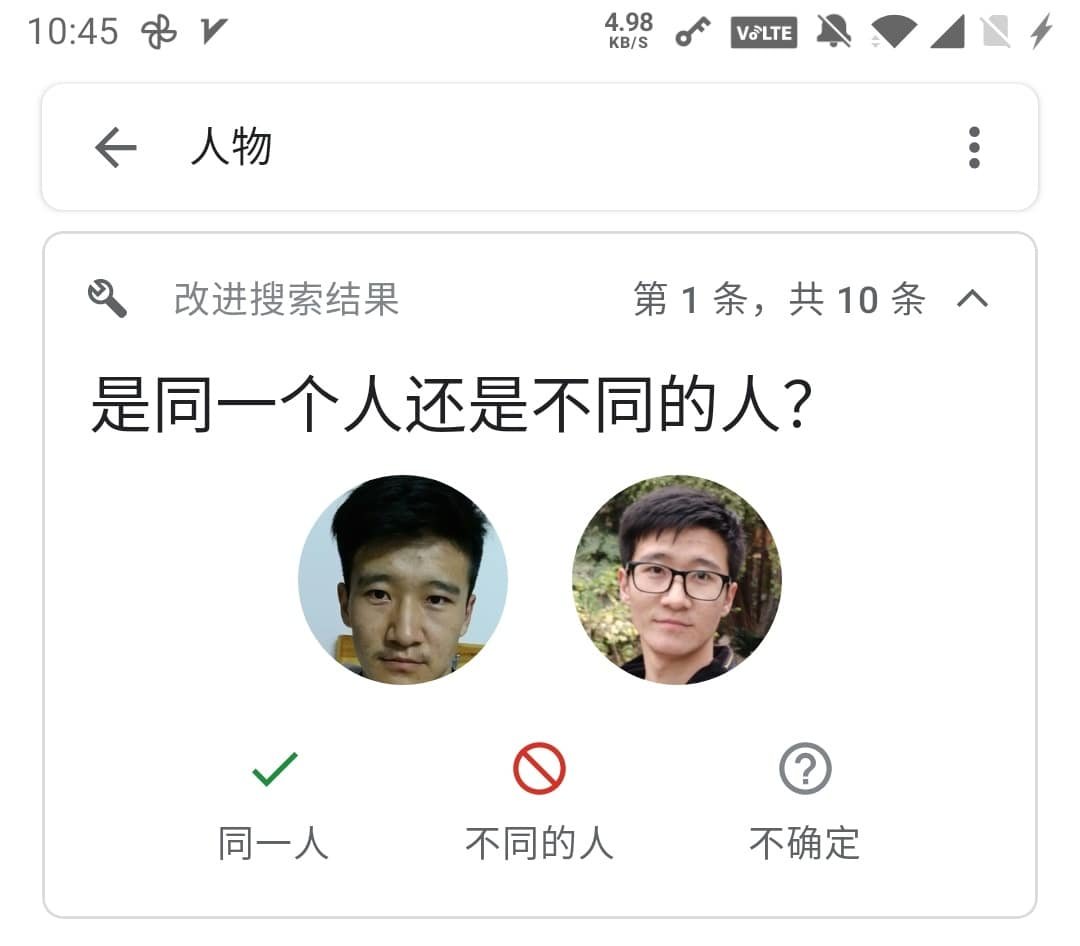 10:45
4.98
KB/S
VoLTE
人物
改进搜索结果
第 1 条，共 10 条
是同一个人还是不同的人？
同一人
不同的人
不确定